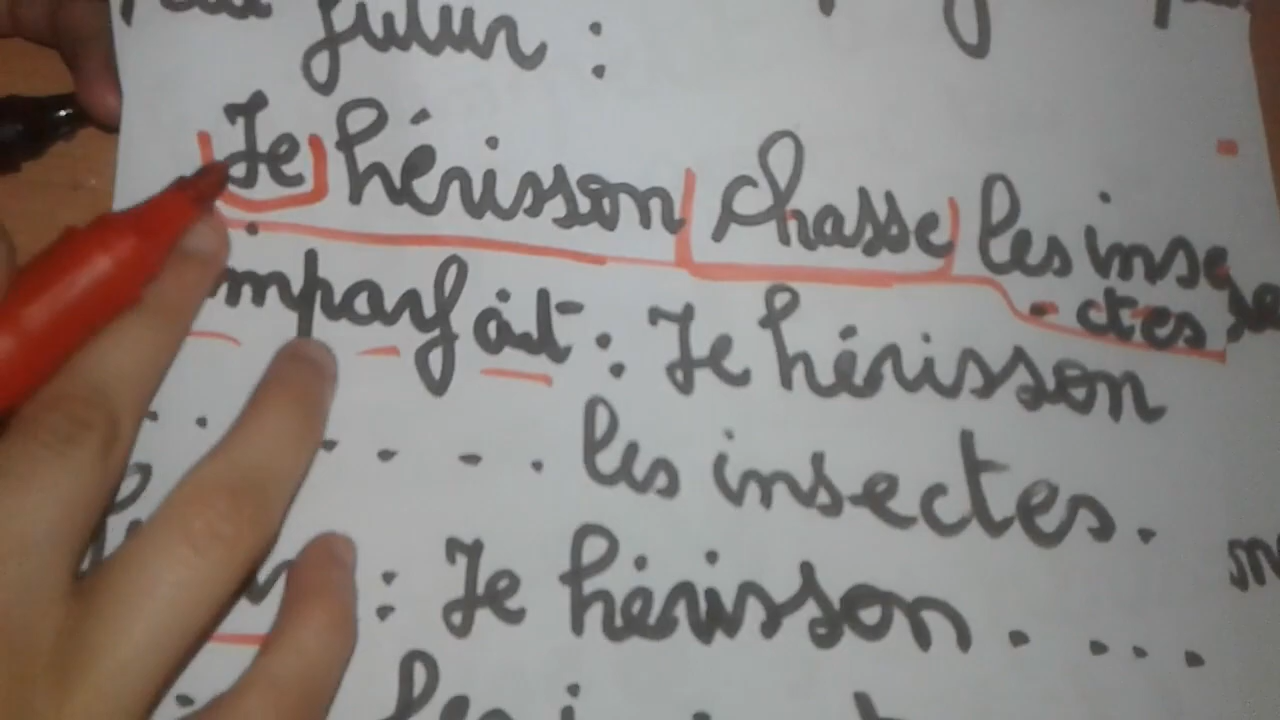 futur :
Le hérisson chasse les inse
- ctes
imparfait : Le hérisson
. . . . . . les insectes.
: Le hérisson . . . .